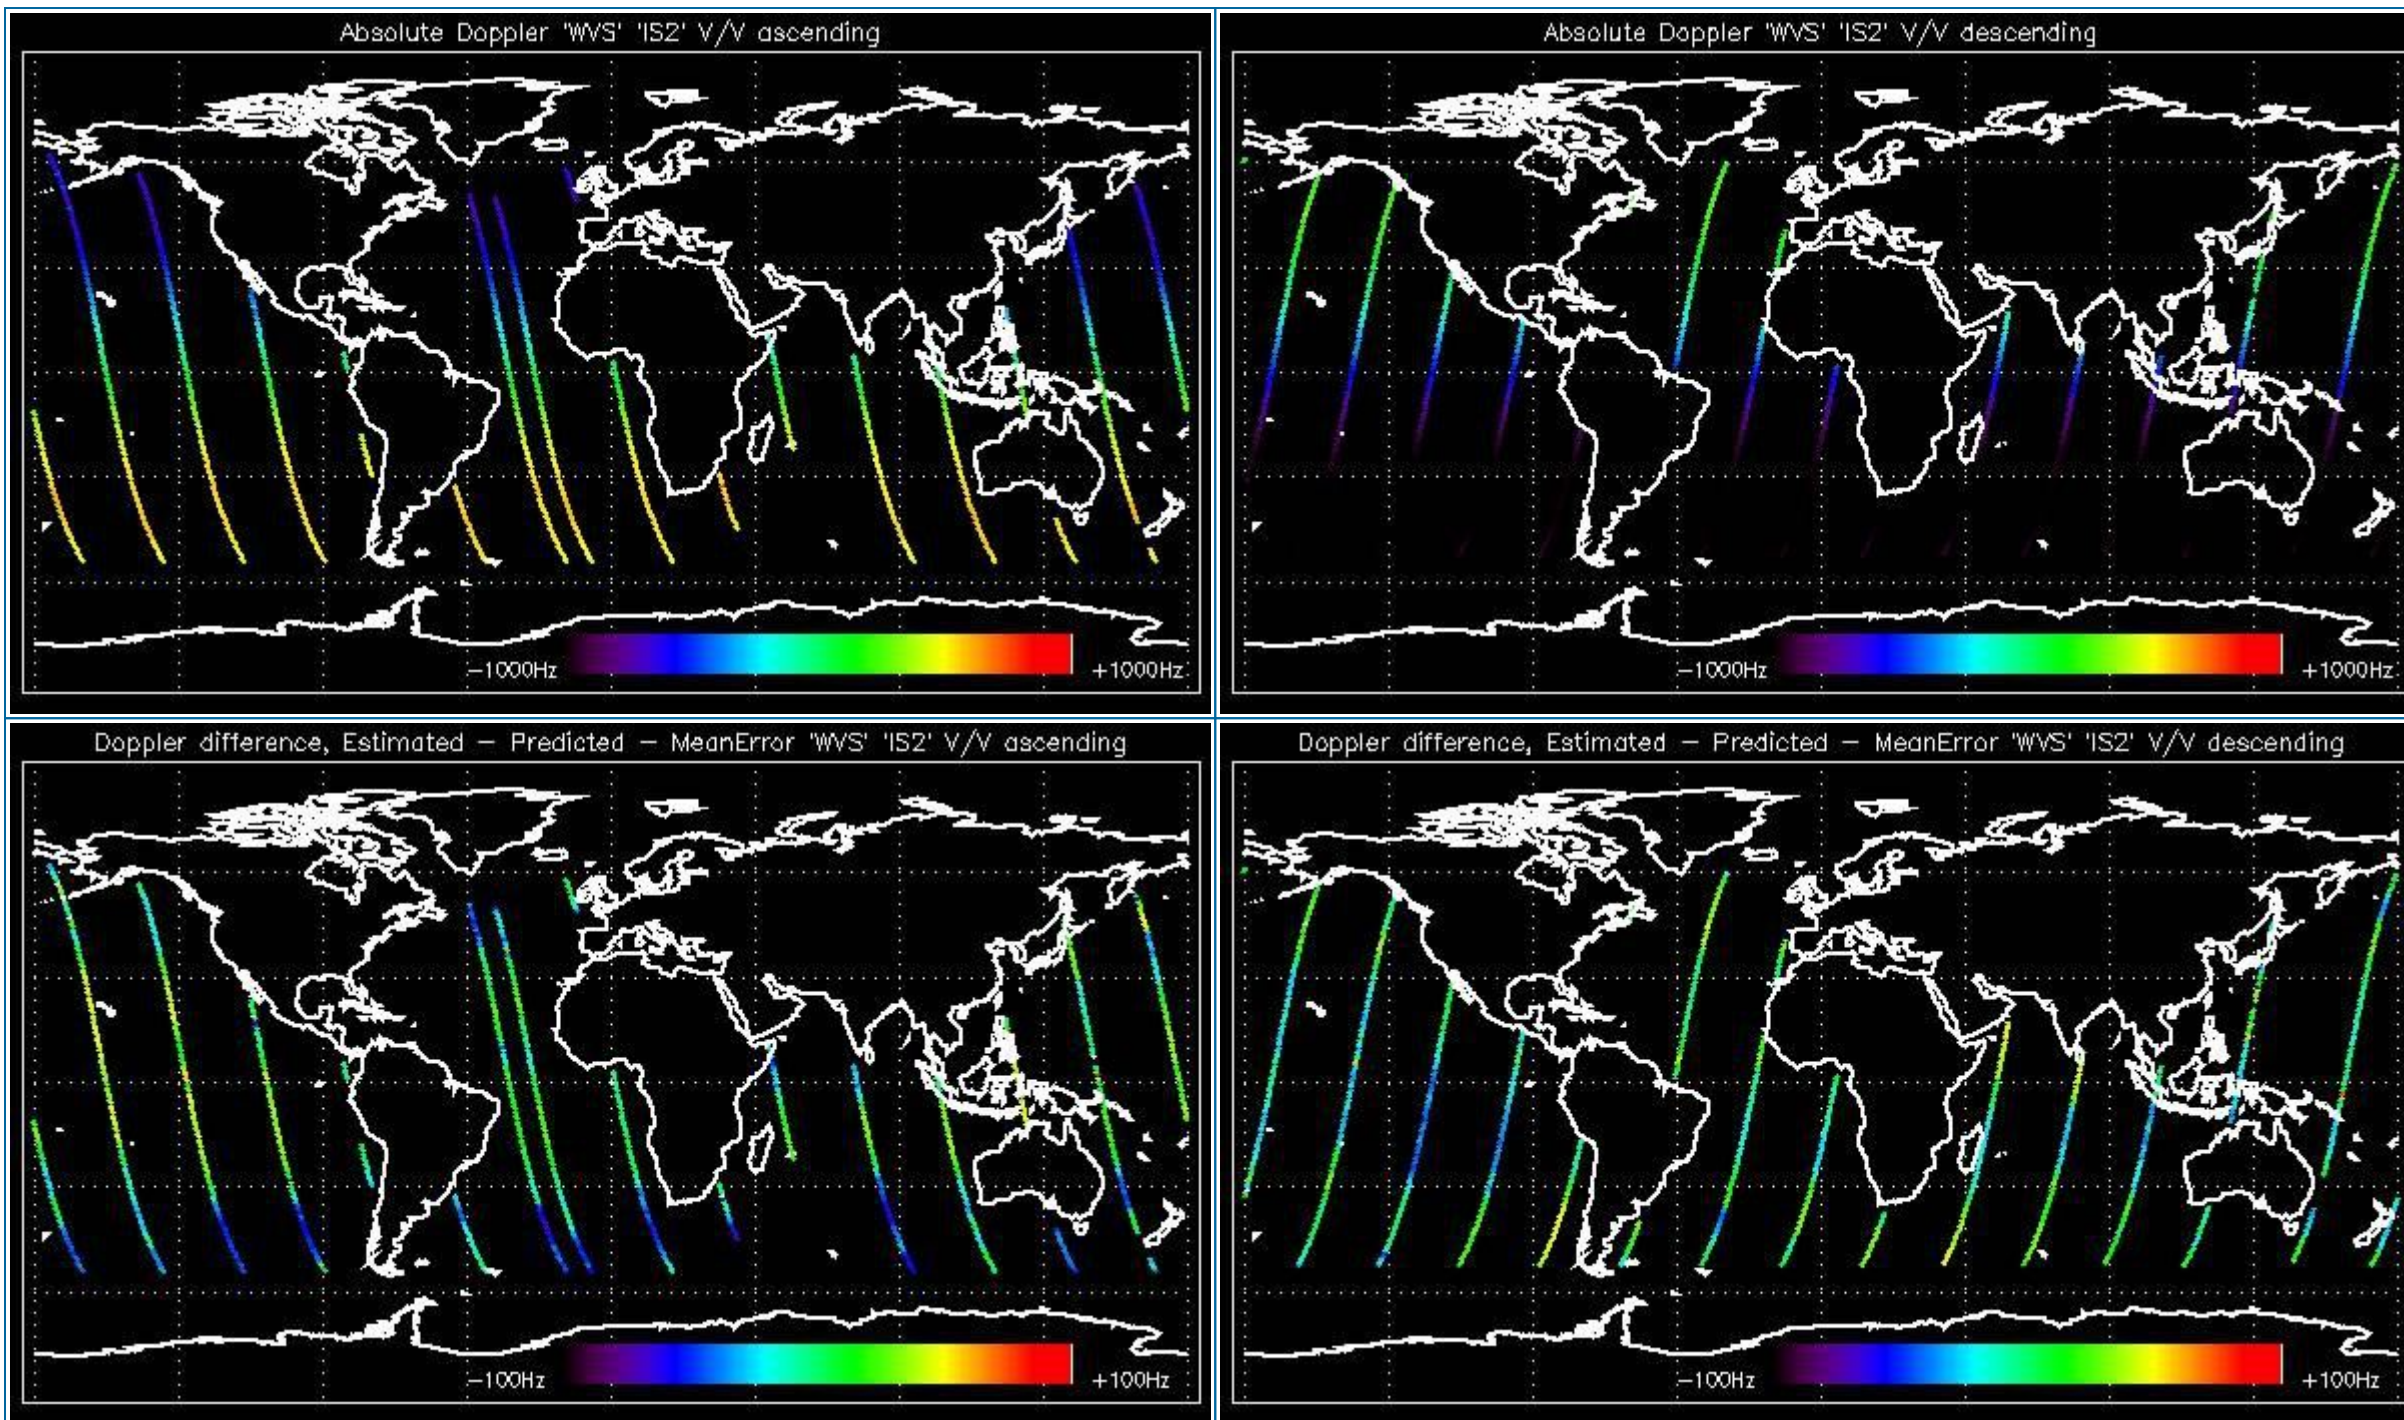 Absolute Doppler 'WVS' 'IS2' V/V ascending
-1000Hz
+1000Hz
Absolute Doppler 'WVS' 'IS2' V/V descending
-1000Hz
+1000Hz
Doppler difference, Estimated - Predicted - MeanError 'WVS' 'IS2' V/V ascending
-100Hz
+100Hz
Doppler difference, Estimated - Predicted - MeanError 'WVS' 'IS2' V/V descending
-100Hz
+100Hz